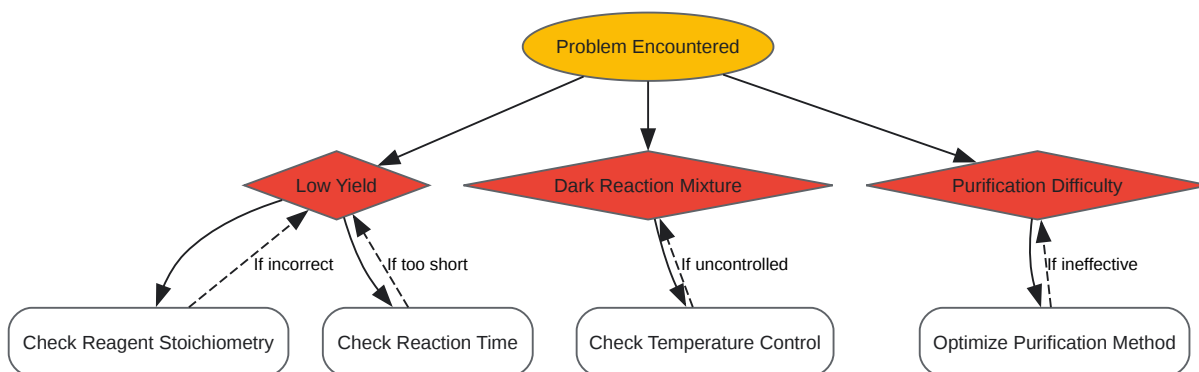 Problem Encountered
Low Yield
Dark Reaction Mixture
Purification Difficulty
If incorrect
If too short
If uncontrolled
If ineffective
Check Reagent Stoichiometry
Check Reaction Time
Check Temperature Control
Optimize Purification Method